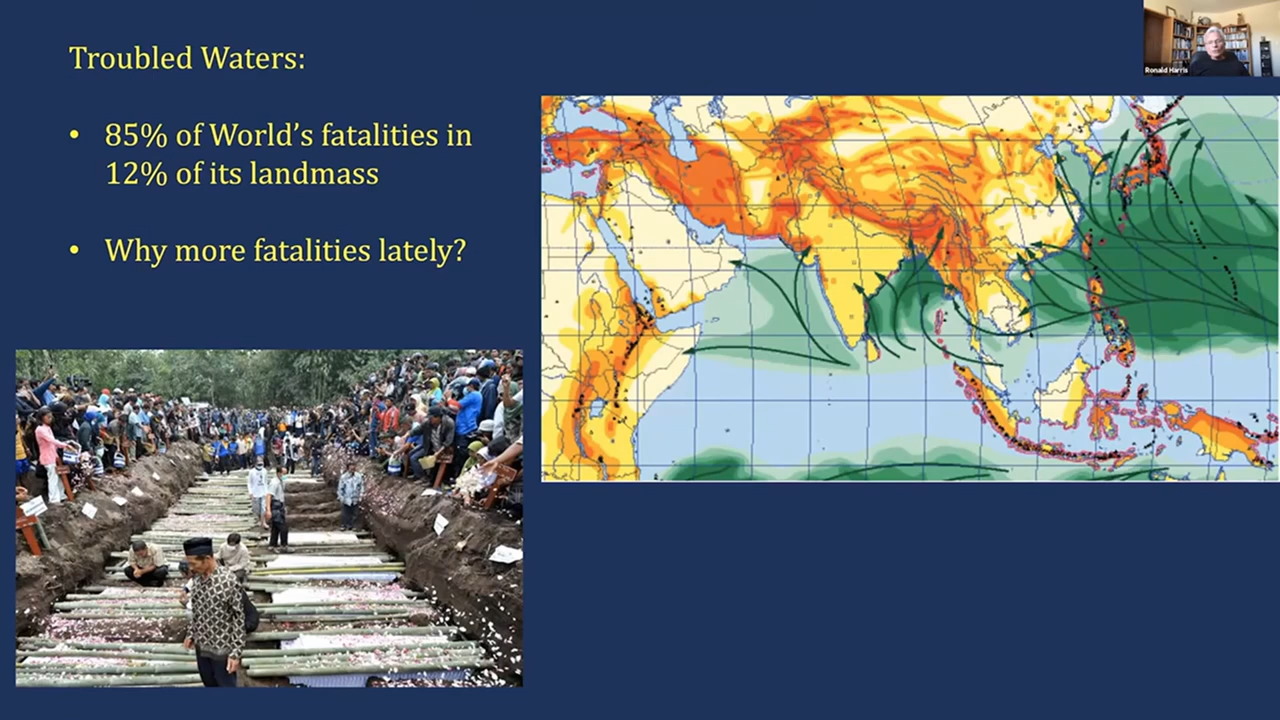 Troubled Waters:
• 85% of World's fatalities in
12% of its landmass
• Why more fatalities lately?
Ronald Harris